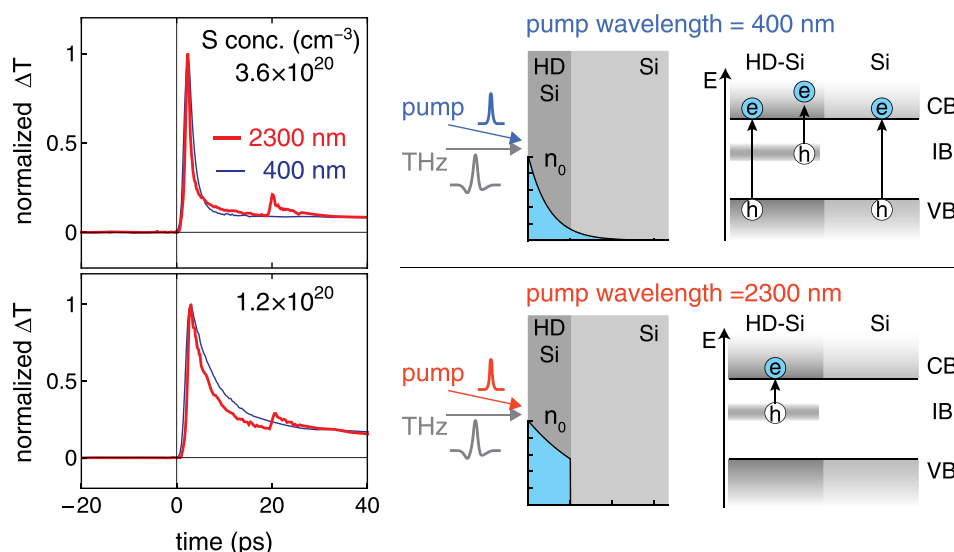 normalized ΔT
1
0.5
0
S conc. (cm⁻³)
3.6×10²⁰
2300 nm
400 nm
normalized ΔT
1
0.5
0
1.2×10²⁰
−20
0
20
40
time (ps)
pump wavelength = 400 nm
HD
Si
Si
pump
THz
n₀
E
HD-Si
Si
e
e
e
h
h
h
CB
IB
VB
pump wavelength =2300 nm
HD
Si
Si
pump
THz
n₀
E
HD-Si
Si
e
h
CB
IB
VB